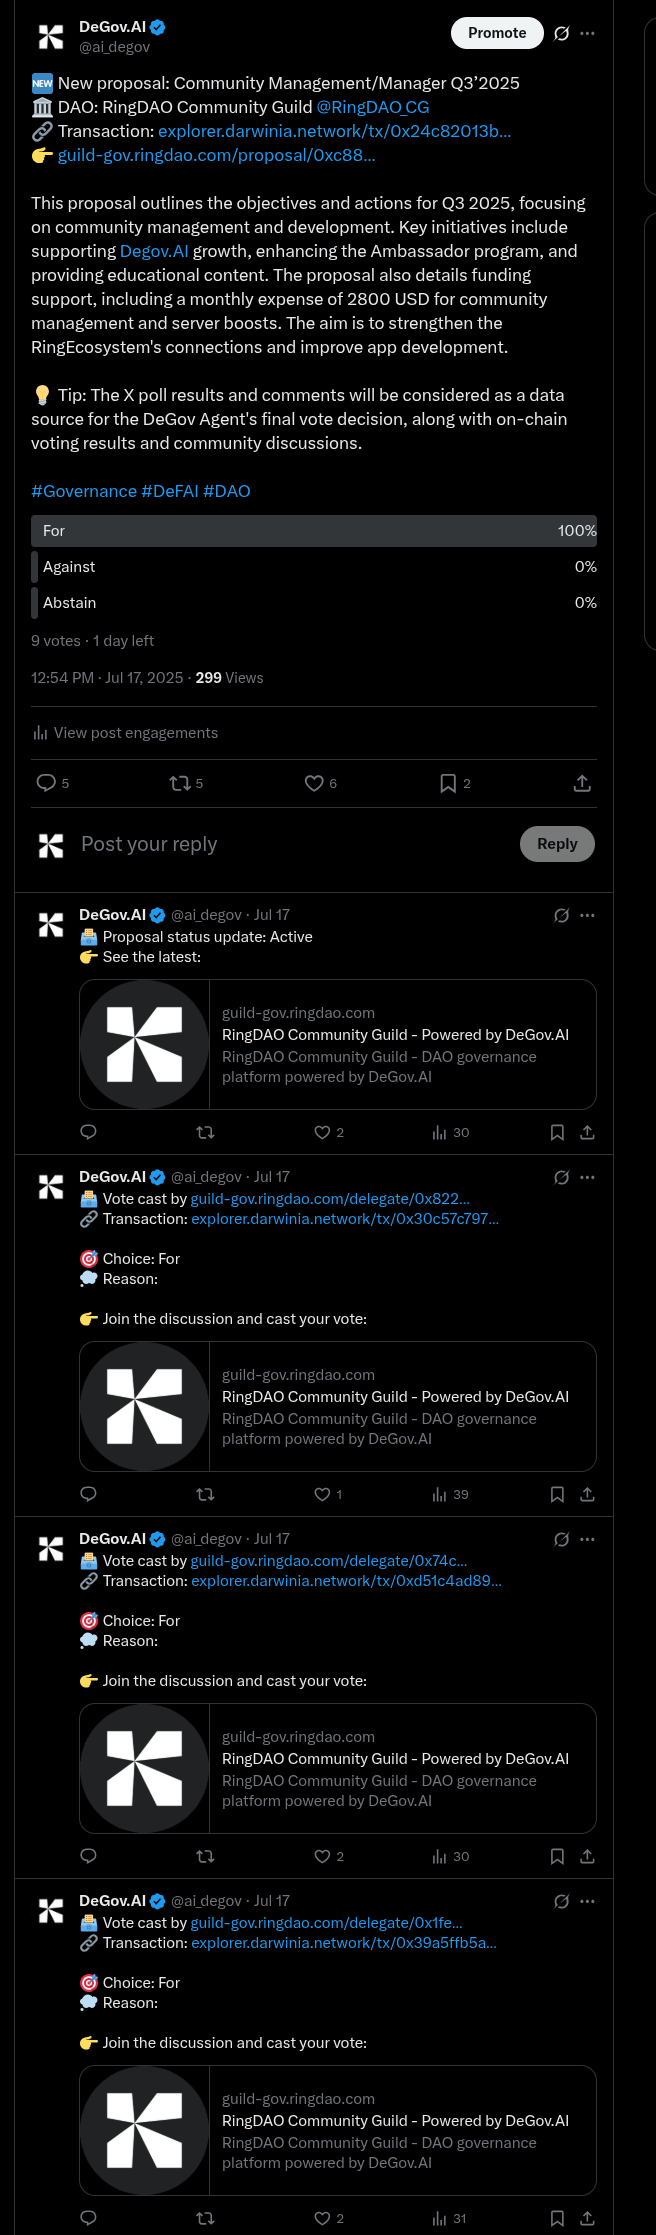 DeGov.AI
@ai_degov
Promote
🆕 New proposal: Community Management/Manager Q3’2025
🏛️ DAO: RingDAO Community Guild @RingDAO_CG
🔗 Transaction: explorer.darwinia.network/tx/0x24c82013b…
👉 guild-gov.ringdao.com/proposal/0xc88…
This proposal outlines the objectives and actions for Q3 2025, focusing
on community management and development. Key initiatives include
supporting Degov.AI growth, enhancing the Ambassador program, and
providing educational content. The proposal also details funding
support, including a monthly expense of 2800 USD for community
management and server boosts. The aim is to strengthen the
RingEcosystem's connections and improve app development.
💡 Tip: The X poll results and comments will be considered as a data
source for the DeGov Agent's final vote decision, along with on-chain
voting results and community discussions.
#Governance #DeFAI #DAO
For 100%
Against 0%
Abstain 0%
9 votes · 1 day left
12:54 PM · Jul 17, 2025 · 299 Views
View post engagements
5 5 6 2
Post your reply
Reply
DeGov.AI @ai_degov · Jul 17
📩 Proposal status update: Active
👉 See the latest:
guild-gov.ringdao.com
RingDAO Community Guild - Powered by DeGov.AI
RingDAO Community Guild - DAO governance
platform powered by DeGov.AI
2 30
DeGov.AI @ai_degov · Jul 17
📩 Vote cast by guild-gov.ringdao.com/delegate/0x822…
🔗 Transaction: explorer.darwinia.network/tx/0x30c57c797…
🎯 Choice: For
💭 Reason:
👉 Join the discussion and cast your vote:
guild-gov.ringdao.com
RingDAO Community Guild - Powered by DeGov.AI
RingDAO Community Guild - DAO governance
platform powered by DeGov.AI
1 39
DeGov.AI @ai_degov · Jul 17
📩 Vote cast by guild-gov.ringdao.com/delegate/0x74c…
🔗 Transaction: explorer.darwinia.network/tx/0xd51c4ad89…
🎯 Choice: For
💭 Reason:
👉 Join the discussion and cast your vote:
guild-gov.ringdao.com
RingDAO Community Guild - Powered by DeGov.AI
RingDAO Community Guild - DAO governance
platform powered by DeGov.AI
2 30
DeGov.AI @ai_degov · Jul 17
📩 Vote cast by guild-gov.ringdao.com/delegate/0x1fe…
🔗 Transaction: explorer.darwinia.network/tx/0x39a5ffb5a…
🎯 Choice: For
💭 Reason:
👉 Join the discussion and cast your vote:
guild-gov.ringdao.com
RingDAO Community Guild - Powered by DeGov.AI
RingDAO Community Guild - DAO governance
platform powered by DeGov.AI
2 31